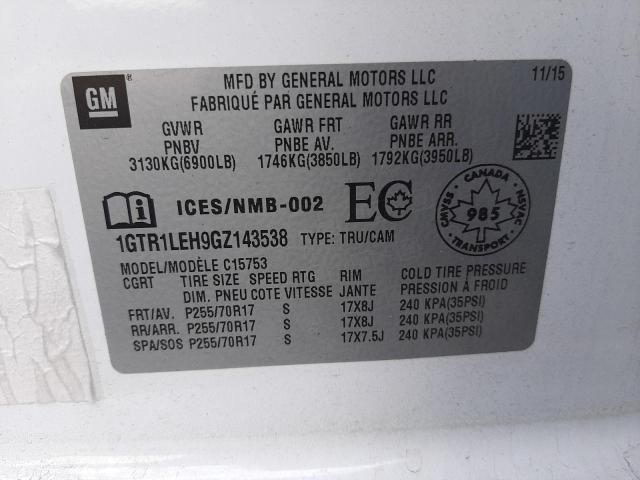 GM ®
MFD BY GENERAL MOTORS LLC 11/15
FABRIQUÉ PAR GENERAL MOTORS LLC
GVWR GAWR FRT GAWR RR
PNBV PNBE AV. PNBE ARR.
3130KG(6900LB) 1746KG(3850LB) 1792KG(3950LB)
ICES/NMB-002 EC
CANADA CMVSS 985 NSVAC TRANSPORT
1GTR1LEH9GZ143538 TYPE: TRU/CAM
MODEL/MODÈLE C15753
CGRT TIRE SIZE SPEED RTG RIM COLD TIRE PRESSURE
DIM. PNEU COTE VITESSE JANTE PRESSION À FROID
FRT/AV. P255/70R17 S 17X8J 240 KPA(35PSI)
RR/ARR. P255/70R17 S 17X8J 240 KPA(35PSI)
SPA/SOS P255/70R17 S 17X7.5J 240 KPA(35PSI)